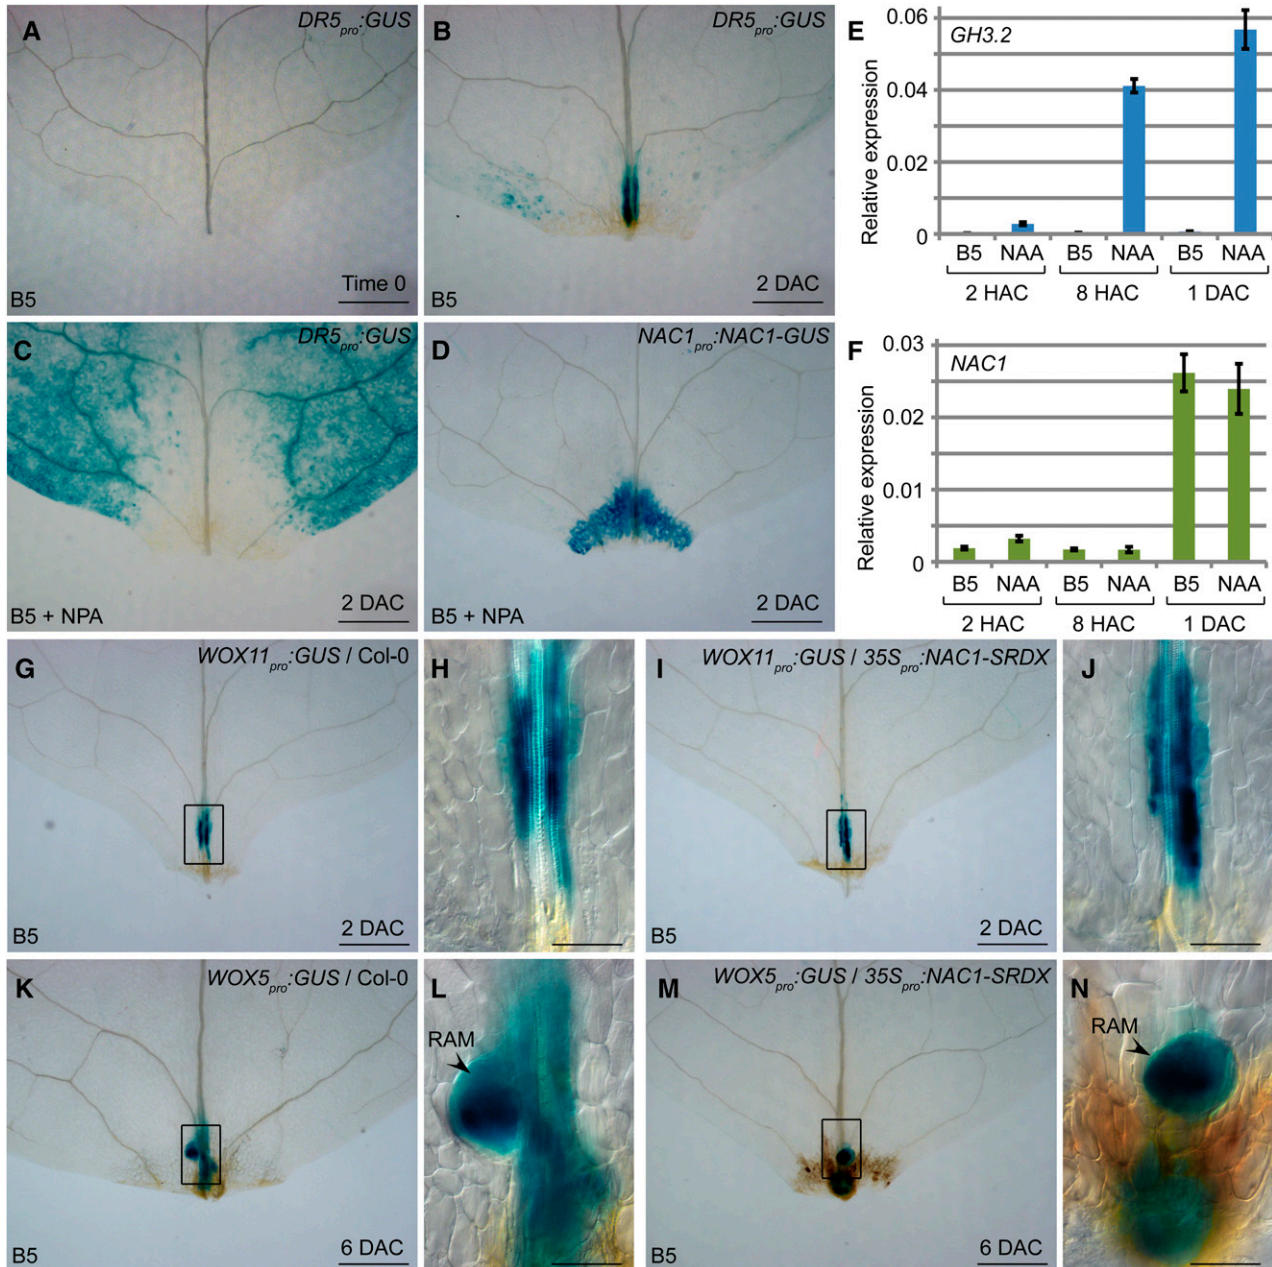 A DR5pro:GUS
Time 0
B5
B DR5pro:GUS
2 DAC
B5
C DR5pro:GUS
2 DAC
B5 + NPA
D NAC1pro:NAC1-GUS
2 DAC
B5 + NPA
E
GH3.2
Relative expression
0.06
0.04
0.02
0
B5 NAA B5 NAA B5 NAA
2 HAC 8 HAC 1 DAC
F
NAC1
Relative expression
0.03
0.02
0.01
0
B5 NAA B5 NAA B5 NAA
2 HAC 8 HAC 1 DAC
G WOX11pro:GUS / Col-0
2 DAC
B5
H
I WOX11pro:GUS / 35Spro:NAC1-SRDX
2 DAC
B5
J
K WOX5pro:GUS / Col-0
6 DAC
B5
L
RAM
M WOX5pro:GUS / 35Spro:NAC1-SRDX
6 DAC
B5
N
RAM